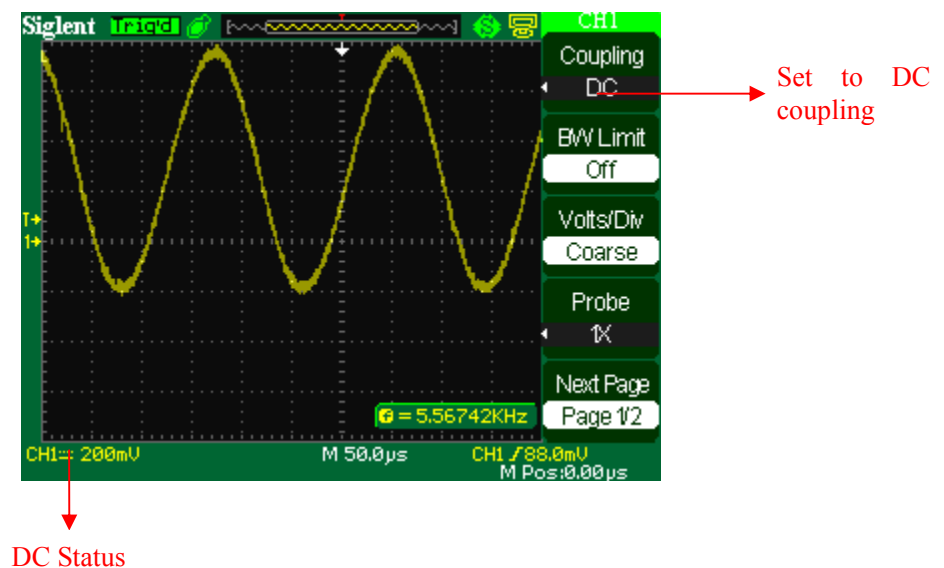 Siglent Trig'd CH1
Coupling
DC
Set to DC
coupling
BW Limit
Off
T
Volts/Div
1
Coarse
Probe
1X
Next Page
f = 5.56742KHz
Page 1/2
CH1 200mV M 50.0µs CH1 88.0mV
M Pos:0.00µs
DC Status